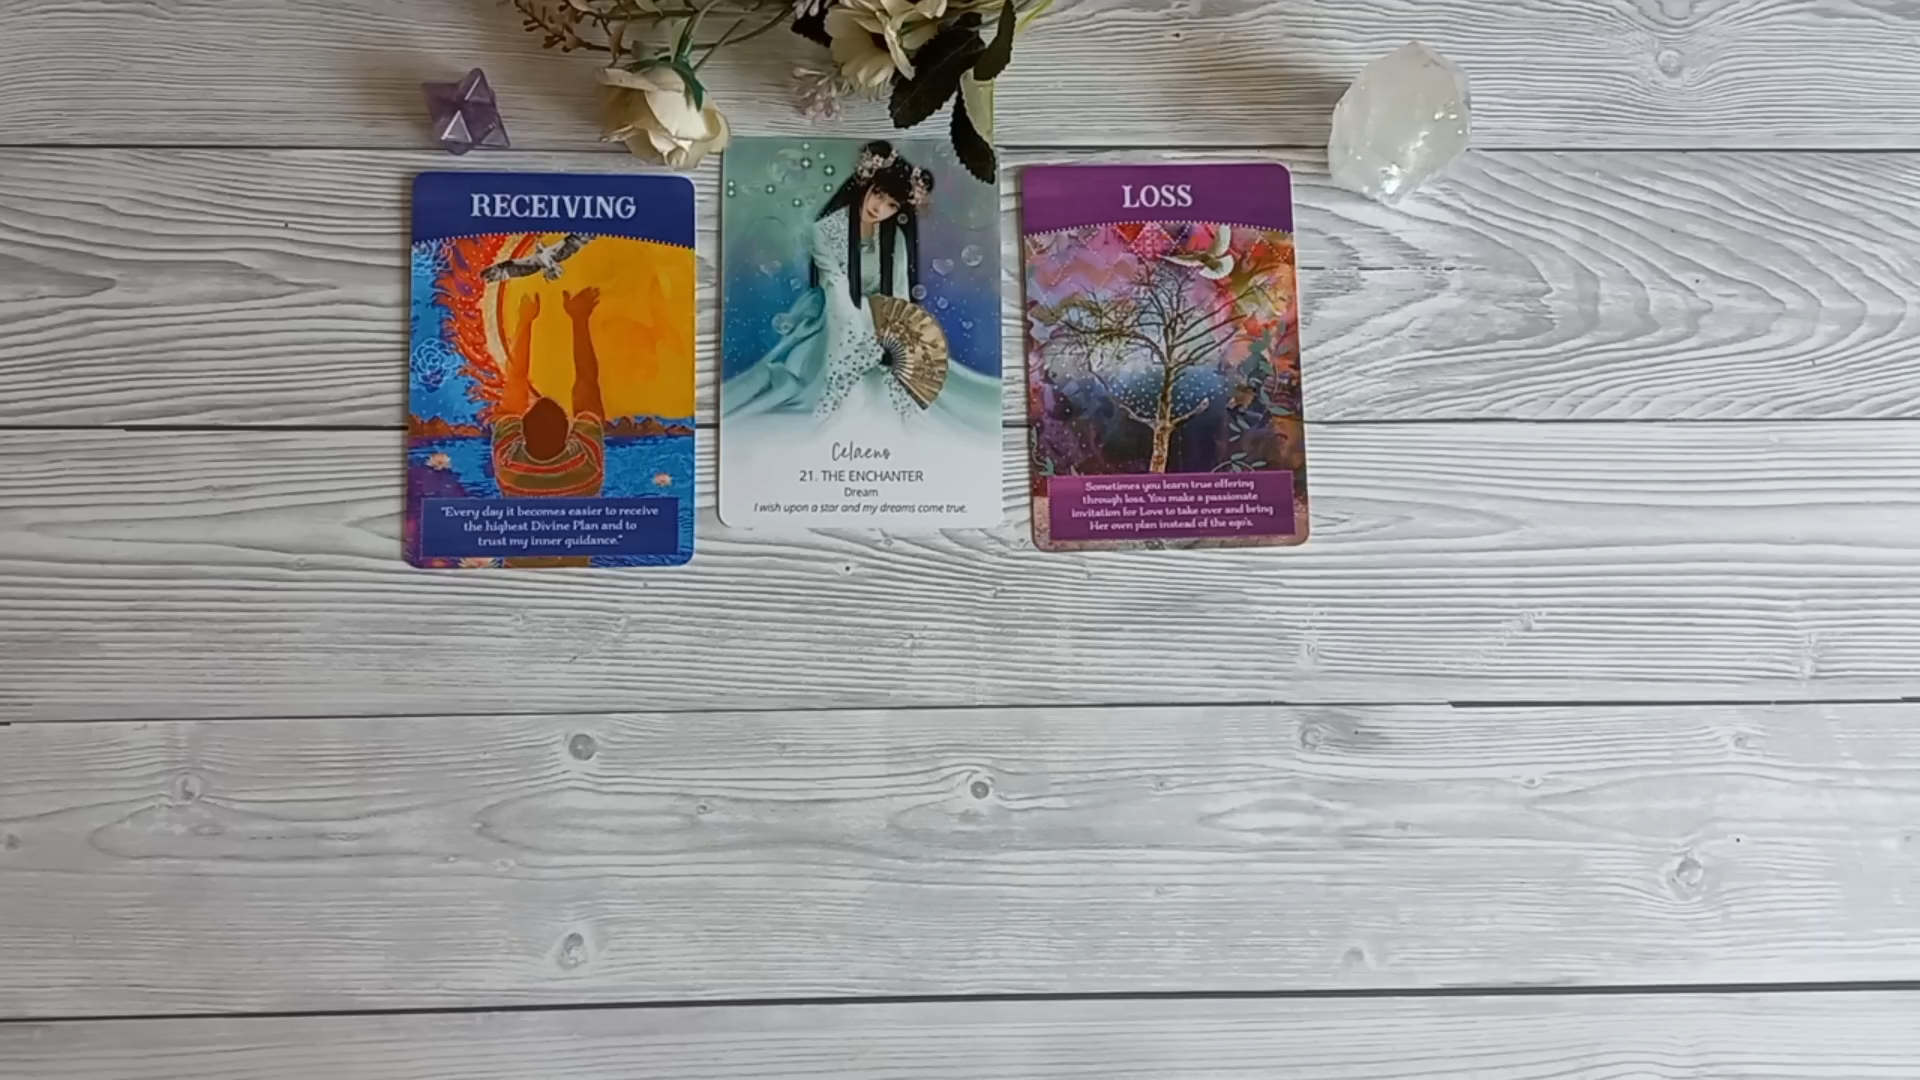 RECEIVING
"Every day it becomes easier to receive
the highest Divine Plan and to
trust my inner guidance."
Celaeno
21. THE ENCHANTER
Dream
I wish upon a star and my dreams come true.
LOSS
Sometimes you learn true offering
through loss. You make a passionate
invitation for Love to take over and bring
Her own plan instead of the ego's.